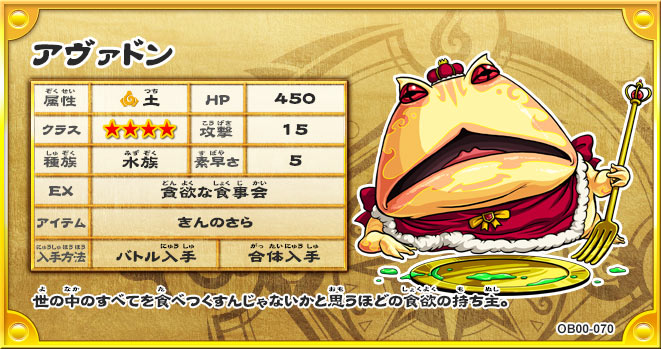 アヴァドン
属性 土 HP 450
クラス ★★★★ 攻撃 15
種族 水族 素早さ 5
EX 貪欲な食事会
アイテム きんのさら
入手方法 バトル入手 合体入手
世の中のすべてを食べつくすんじゃないかと思うほどの食欲の持ち主。
OB00-070